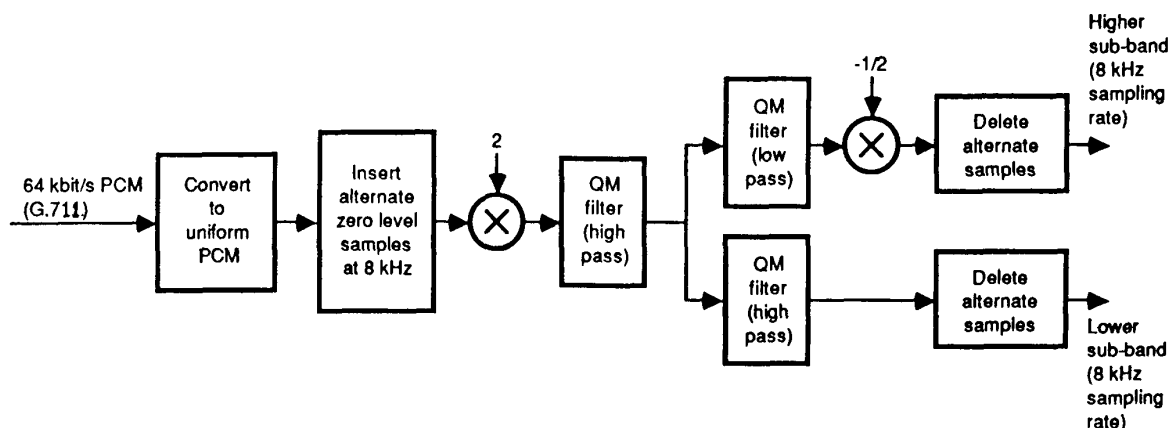 64 kbit/s PCM
(G.711)
Convert
to
uniform
PCM
Insert
alternate
zero level
samples
at 8 kHz
2
QM
filter
(high
pass)
QM
filter
(low
pass)
-1/2
Delete
alternate
samples
Higher
sub-band
(8 kHz
sampling
rate)
QM
filter
(high
pass)
Delete
alternate
samples
Lower
sub-band
(8 kHz
sampling
rate)